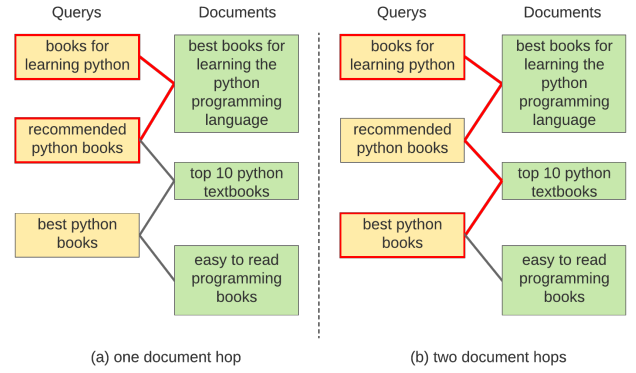 Querys
Documents
books for
learning python
best books for
learning the
python
programming
language
recommended
python books
top 10 python
textbooks
best python
books
easy to read
programming
books
(a) one document hop
Querys
Documents
books for
learning python
best books for
learning the
python
programming
language
recommended
python books
top 10 python
textbooks
best python
books
easy to read
programming
books
(b) two document hops